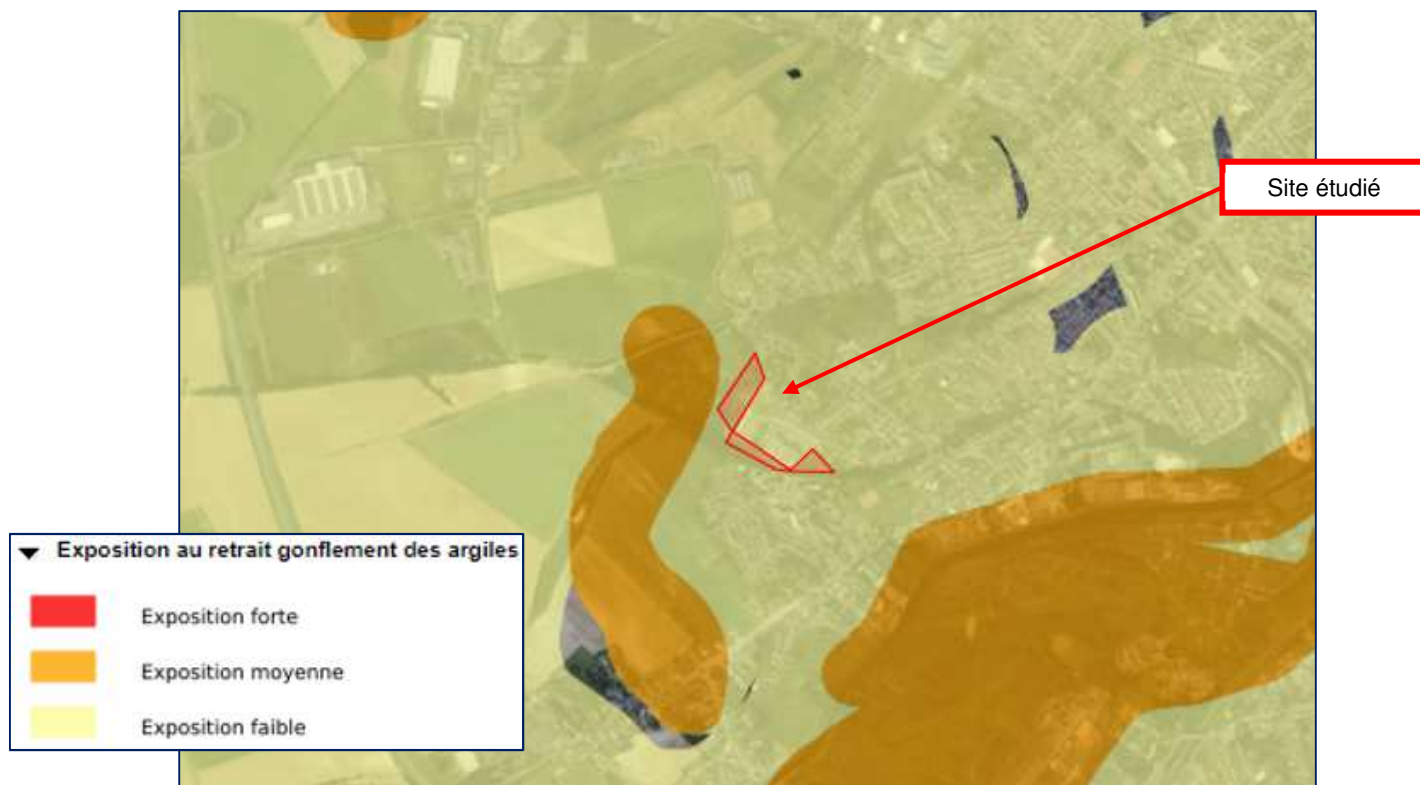 Site étudié
Exposition au retrait gonflement des argiles
Exposition forte
Exposition moyenne
Exposition faible